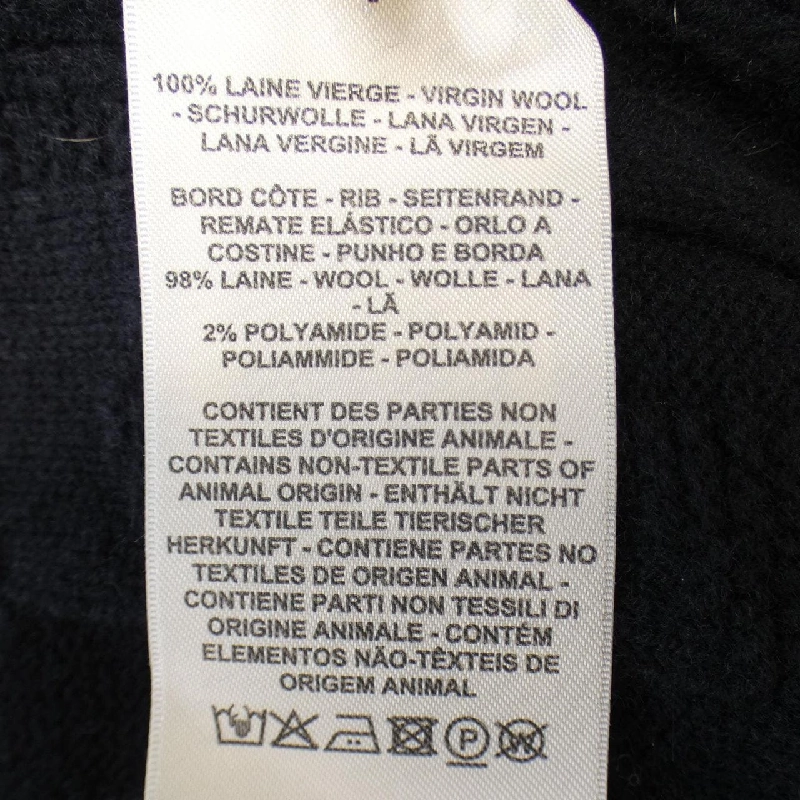 100% LAINE VIERGE - VIRGIN WOOL
- SCHURWOLLE - LANA VIRGEN -
LANA VERGINE - LÃ VIRGEM
BORD CÔTE - RIB - SEITENRAND -
REMATE ELÁSTICO - ORLO A
COSTINE - PUNHO E BORDA
98% LAINE - WOOL - WOLLE - LANA
- LÃ
2% POLYAMIDE - POLYAMID -
POLIAMMIDE - POLIAMIDA
CONTIENT DES PARTIES NON
TEXTILES D'ORIGINE ANIMALE -
CONTAINS NON-TEXTILE PARTS OF
ANIMAL ORIGIN - ENTHÄLT NICHT
TEXTILE TEILE TIERISCHER
HERKUNFT - CONTIENE PARTES NO
TEXTILES DE ORIGEN ANIMAL -
CONTIENE PARTI NON TESSILI DI
ORIGINE ANIMALE - CONTÉM
ELEMENTOS NÃO-TÊXTEIS DE
ORIGEM ANIMAL
P W